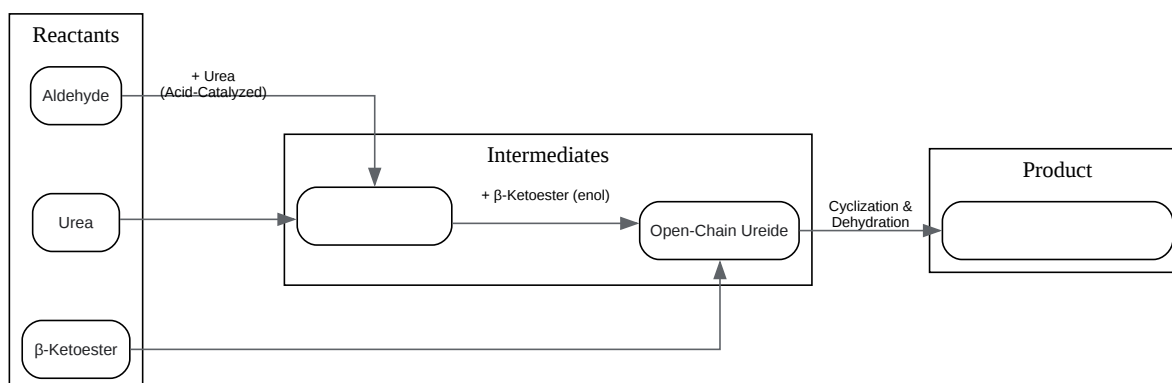 Reactants
Aldehyde
+ Urea
(Acid-Catalyzed)
Urea
β-Ketoester
Intermediates
+ β-Ketoester (enol)
Open-Chain Ureide
Cyclization &
Dehydration
Product